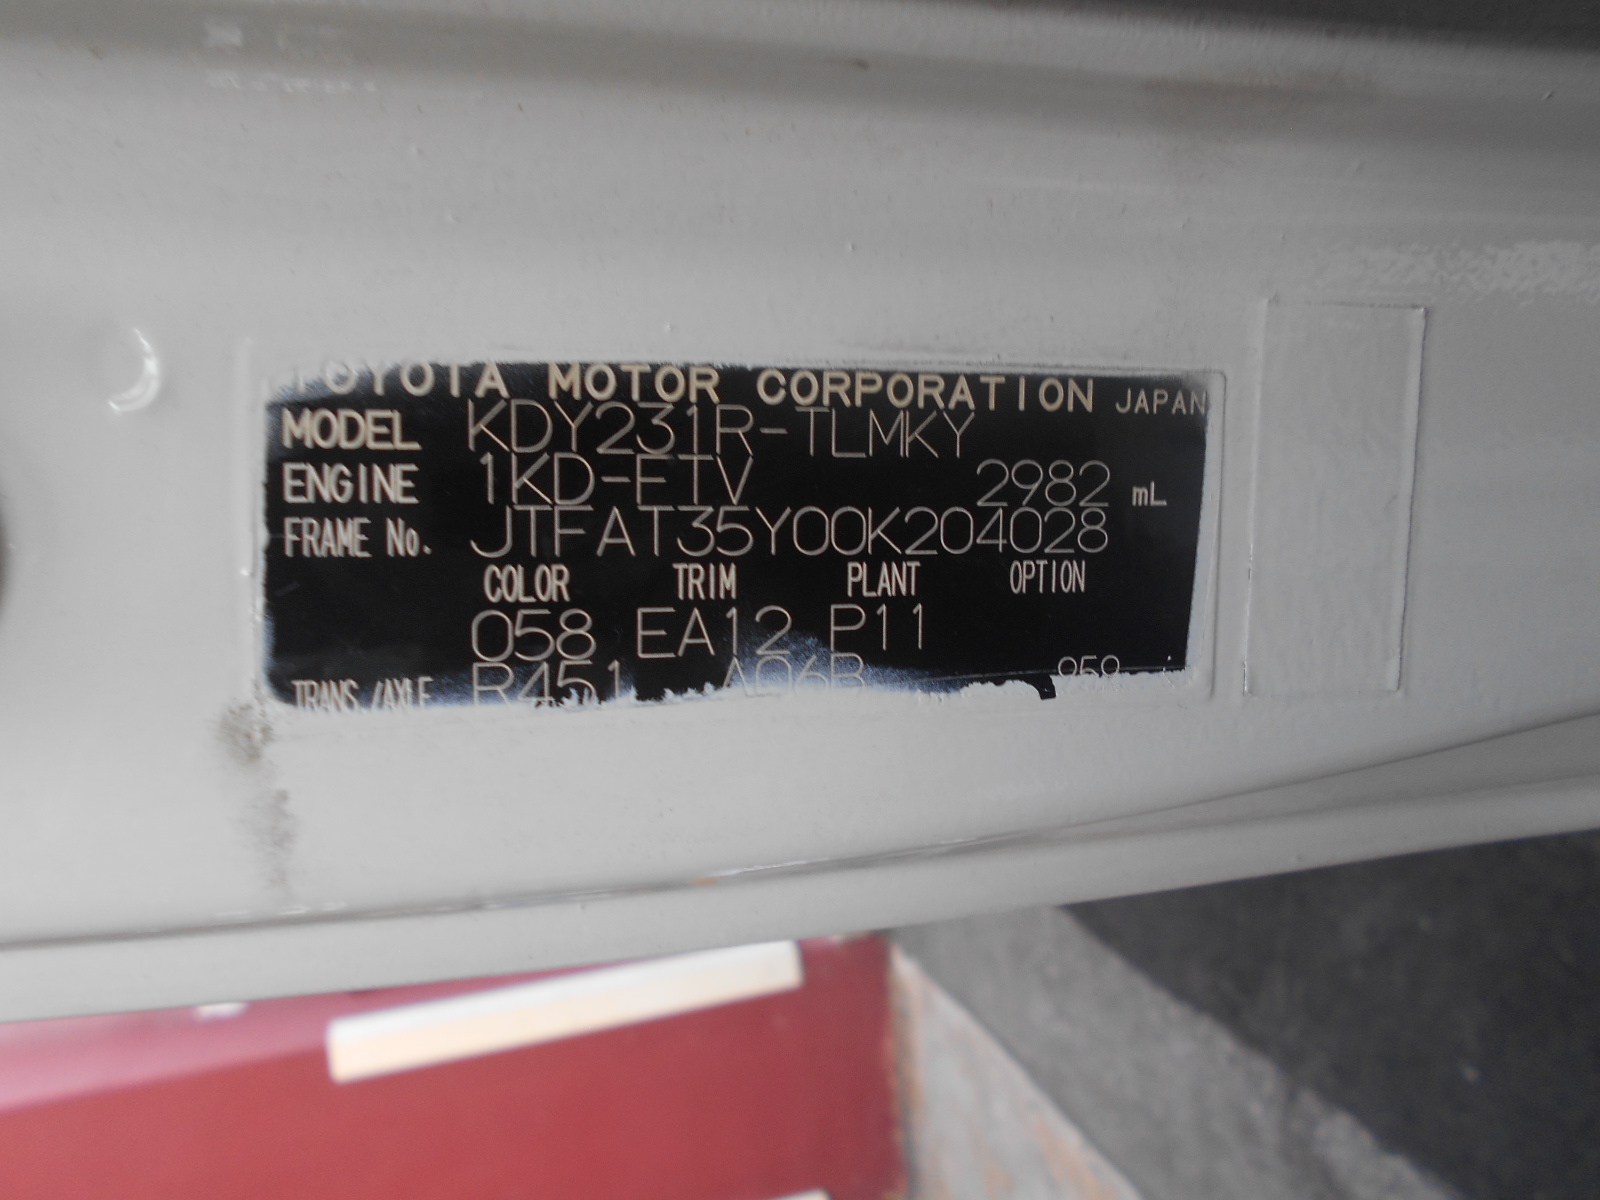 TOYOTA MOTOR CORPORATION JAPAN
MODEL KDY231R-TLMKY
ENGINE 1KD-FTV 2982 mL
FRAME No. JTFAT35Y00K204028
COLOR TRIM PLANT OPTION
058 EA12 P11
TRANS./AXLE R451 A06B